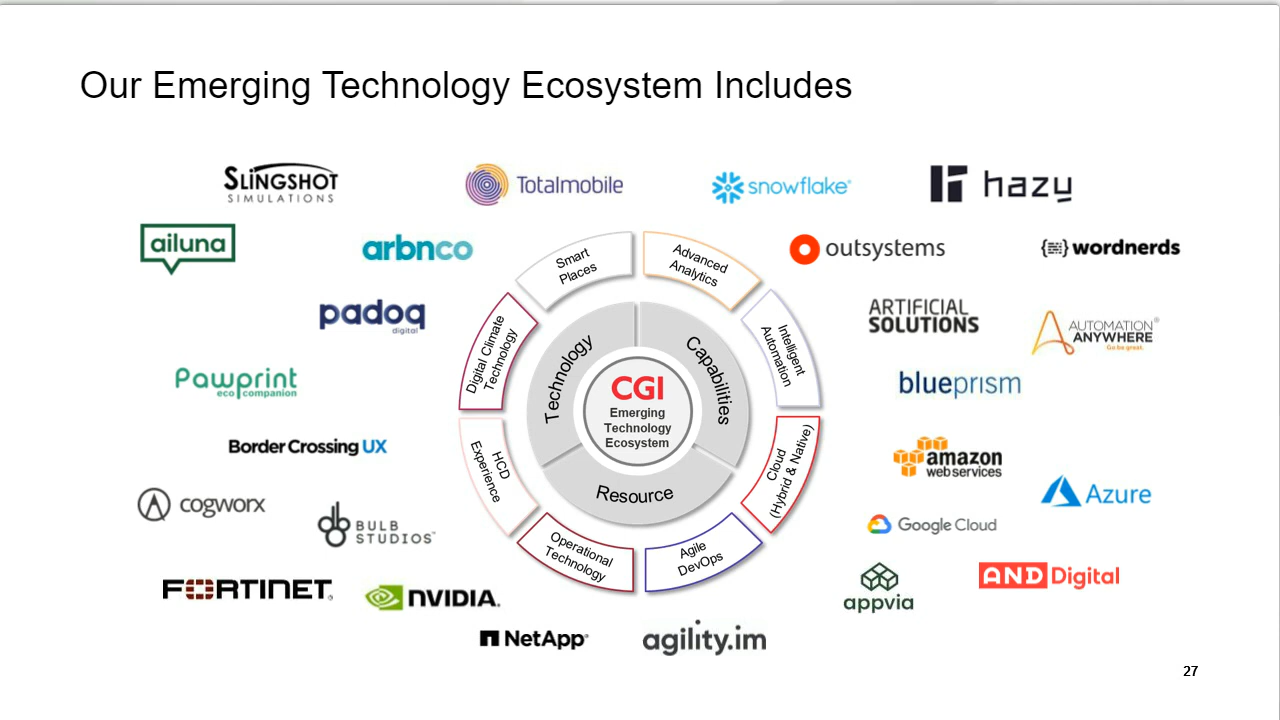 Our Emerging Technology Ecosystem Includes
SLINGSHOT
SIMULATIONS
Totalmobile
snowflake®
hazy
ailuna
arbnco
Smart
Places
Advanced
Analytics
outsystems
{ } wordnerds
padoq
digital
Digital Climate
Technology
Technology
Capabilities
Intelligent
Automation
ARTIFICIAL
SOLUTIONS
AUTOMATION®
ANYWHERE
Go be great.
Pawprint
eco companion
CGI
Emerging
Technology
Ecosystem
blueprism
Border Crossing UX
HCD
Experience
Resource
Cloud
(Hybrid & Native)
amazon
web services
cogworx
BULB
STUDIOS™
Azure
Google Cloud
Operational
Technology
Agile
DevOps
FORTINET®
NVIDIA.
appvia
AND Digital
NetApp®
agility.im
27